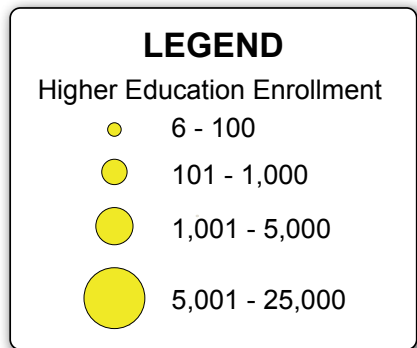 LEGEND
Higher Education Enrollment
6 - 100
101 - 1,000
1,001 - 5,000
5,001 - 25,000